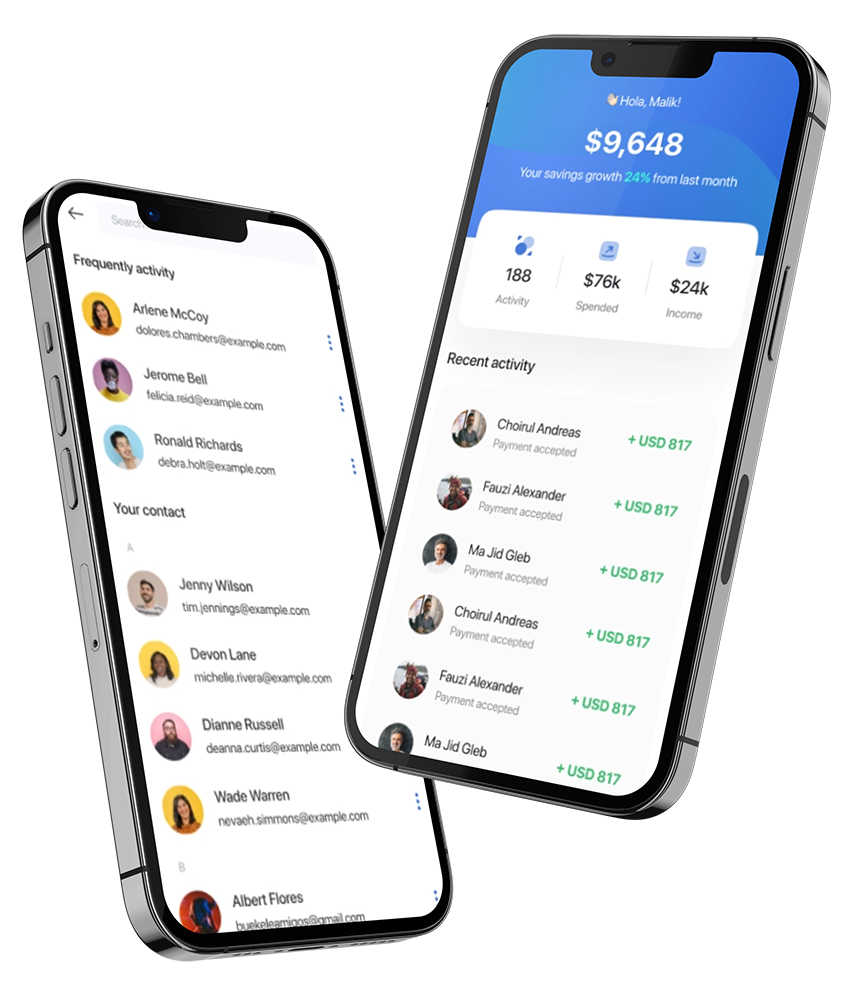 Search
Frequently activity
Arlene McCoy
dolores.chambers@example.com
Jerome Bell
felicia.reid@example.com
Ronald Richards
debra.holt@example.com
Your contact
A
Jenny Wilson
tim.jennings@example.com
Devon Lane
michelle.rivera@example.com
Dianne Russell
deanna.curtis@example.com
Wade Warren
nevaeh.simmons@example.com
B
Albert Flores
buekeleamigos@gmail.com
👋🏻 Hola, Malik!
$9,648
Your savings growth 24% from last month
188
Activity
$76k
Spended
$24k
Income
Recent activity
Choirul Andreas
Payment accepted
+ USD 817
Fauzi Alexander
Payment accepted
+ USD 817
Ma Jid Gleb
Payment accepted
+ USD 817
Choirul Andreas
Payment accepted
+ USD 817
Fauzi Alexander
Payment accepted
+ USD 817
Ma Jid Gleb
+ USD 817